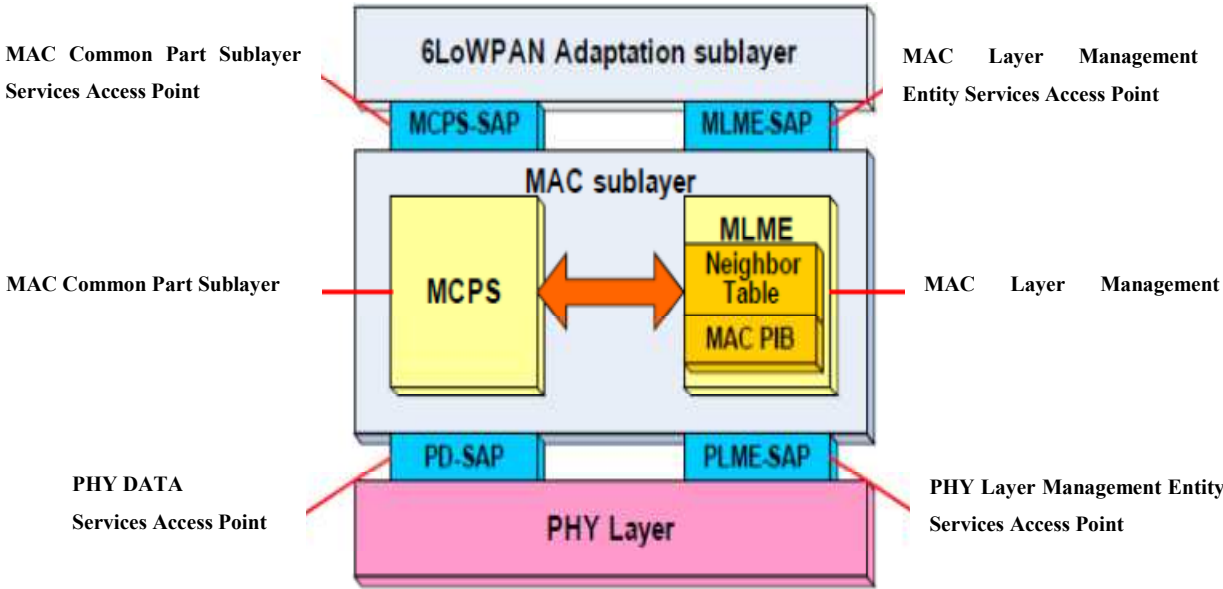 6LoWPAN Adaptation sublayer
MAC Common Part Sublayer
Services Access Point
MAC Layer Management
Entity Services Access Point
MCPS-SAP
MLME-SAP
MAC sublayer
MLME
Neighbor
Table
MAC PIB
MCPS
MAC Common Part Sublayer
MAC Layer Management
PD-SAP
PLME-SAP
PHY DATA
Services Access Point
PHY Layer Management Entity
Services Access Point
PHY Layer